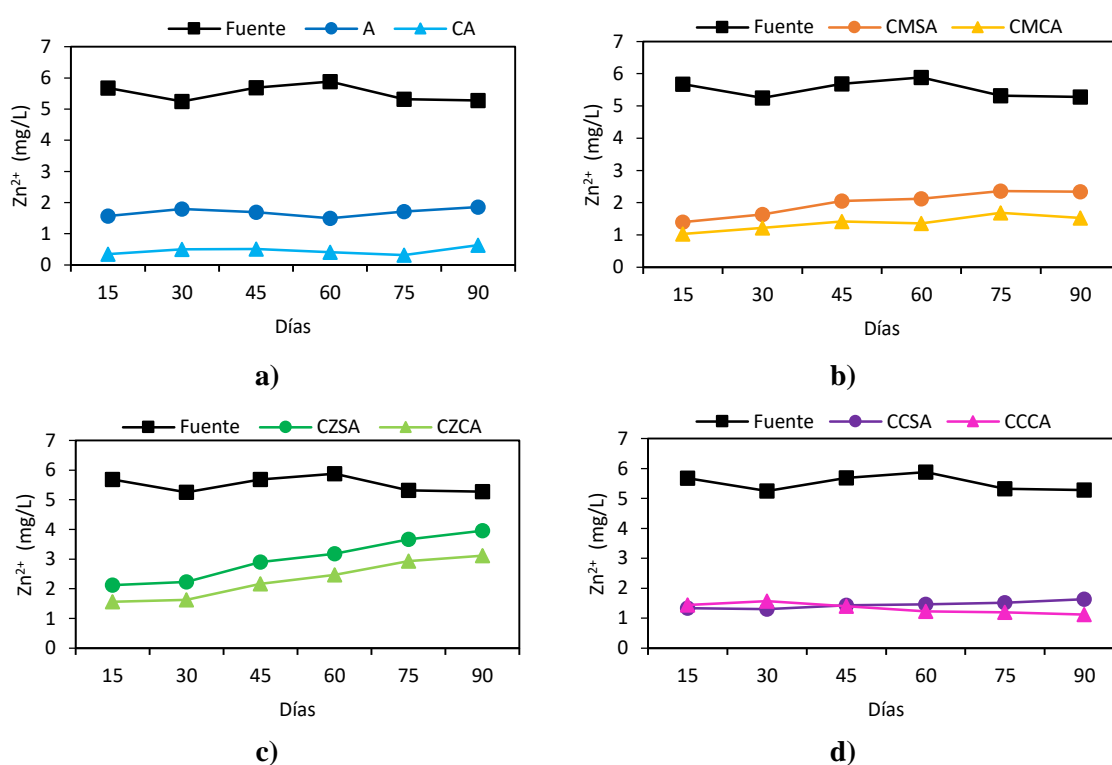 Fuente A CA
Zn²⁺ (mg/L)
7
6
5
4
3
2
1
0
15 30 45 60 75 90
Días
a)
Fuente CMSA CMCA
Zn²⁺ (mg/L)
7
6
5
4
3
2
1
0
15 30 45 60 75 90
Días
b)
Fuente CZSA CZCA
Zn²⁺ (mg/L)
7
6
5
4
3
2
1
0
15 30 45 60 75 90
Días
c)
Fuente CCSA CCCA
Zn²⁺ (mg/L)
7
6
5
4
3
2
1
0
15 30 45 60 75 90
Días
d)